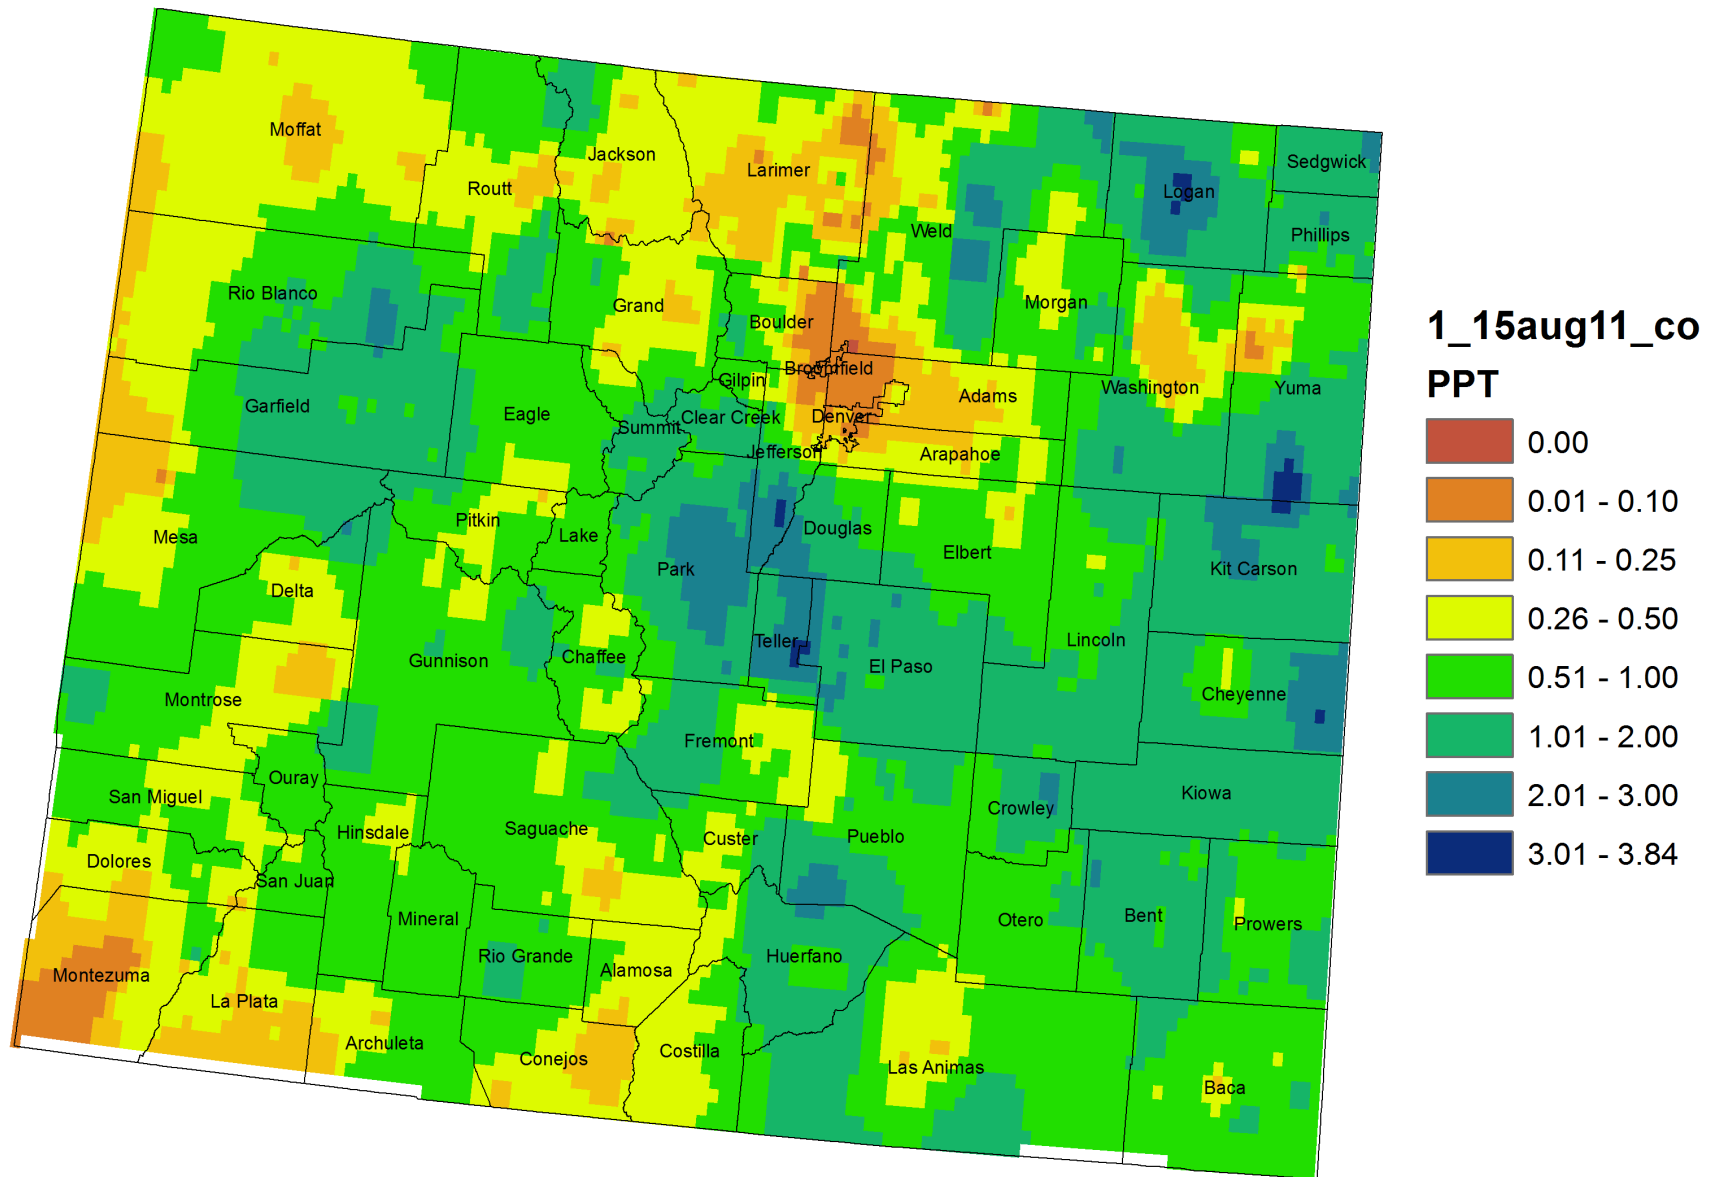 1_15aug11_co
PPT
0.00
0.01 - 0.10
0.11 - 0.25
0.26 - 0.50
0.51 - 1.00
1.01 - 2.00
2.01 - 3.00
3.01 - 3.84
Moffat
Routt
Jackson
Larimer
Weld
Logan
Sedgwick
Phillips
Rio Blanco
Grand
Boulder
Morgan
Broomfield
Gilpin
Adams
Washington
Yuma
Garfield
Eagle
Summit
Clear Creek
Denver
Jefferson
Arapahoe
Mesa
Pitkin
Lake
Park
Douglas
Elbert
Kit Carson
Delta
Gunnison
Chaffee
Teller
El Paso
Lincoln
Cheyenne
Montrose
Fremont
Ouray
San Miguel
Hinsdale
Saguache
Custer
Pueblo
Crowley
Kiowa
Dolores
San Juan
Mineral
Rio Grande
Alamosa
Huerfano
Otero
Bent
Prowers
Montezuma
La Plata
Archuleta
Conejos
Costilla
Las Animas
Baca